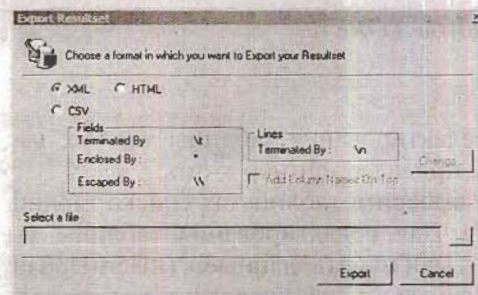 Export Resultset
Choose a format in which you want to Export your Resultset
XML HTML
CSV
Fields
Terminated By \t
Enclosed By : "
Escaped By : \\
Lines
Terminated By : \n
Change...
Add Column Names On Top
Select a file
...
Export Cancel